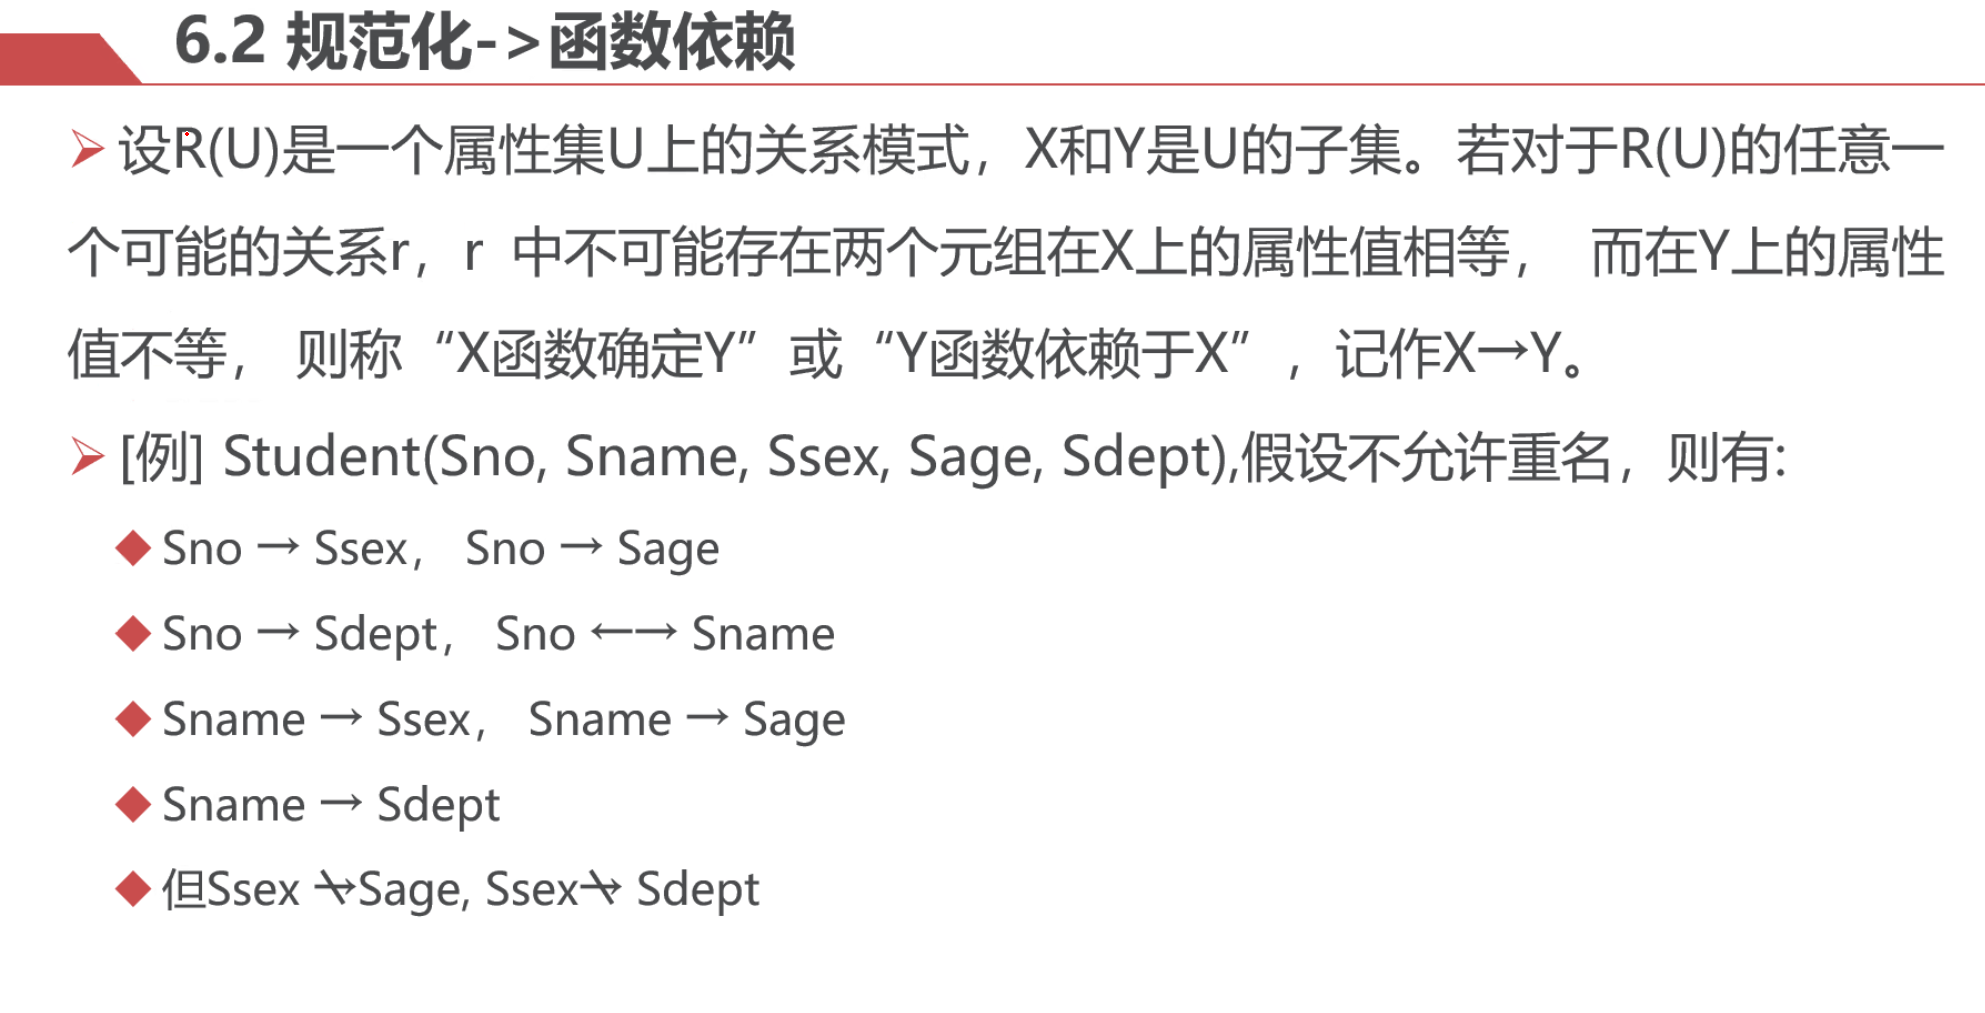 6.2 规范化->函数依赖
设R(U)是一个属性集U上的关系模式，X和Y是U的子集。若对于R(U)的任意一
个可能的关系r，r 中不可能存在两个元组在X上的属性值相等， 而在Y上的属性
值不等， 则称“X函数确定Y”或“Y函数依赖于X”，记作X→Y。
[例] Student(Sno, Sname, Ssex, Sage, Sdept),假设不允许重名，则有:
Sno → Ssex， Sno → Sage
Sno → Sdept， Sno ←→ Sname
Sname → Ssex， Sname → Sage
Sname → Sdept
但Ssex ↛Sage, Ssex↛ Sdept